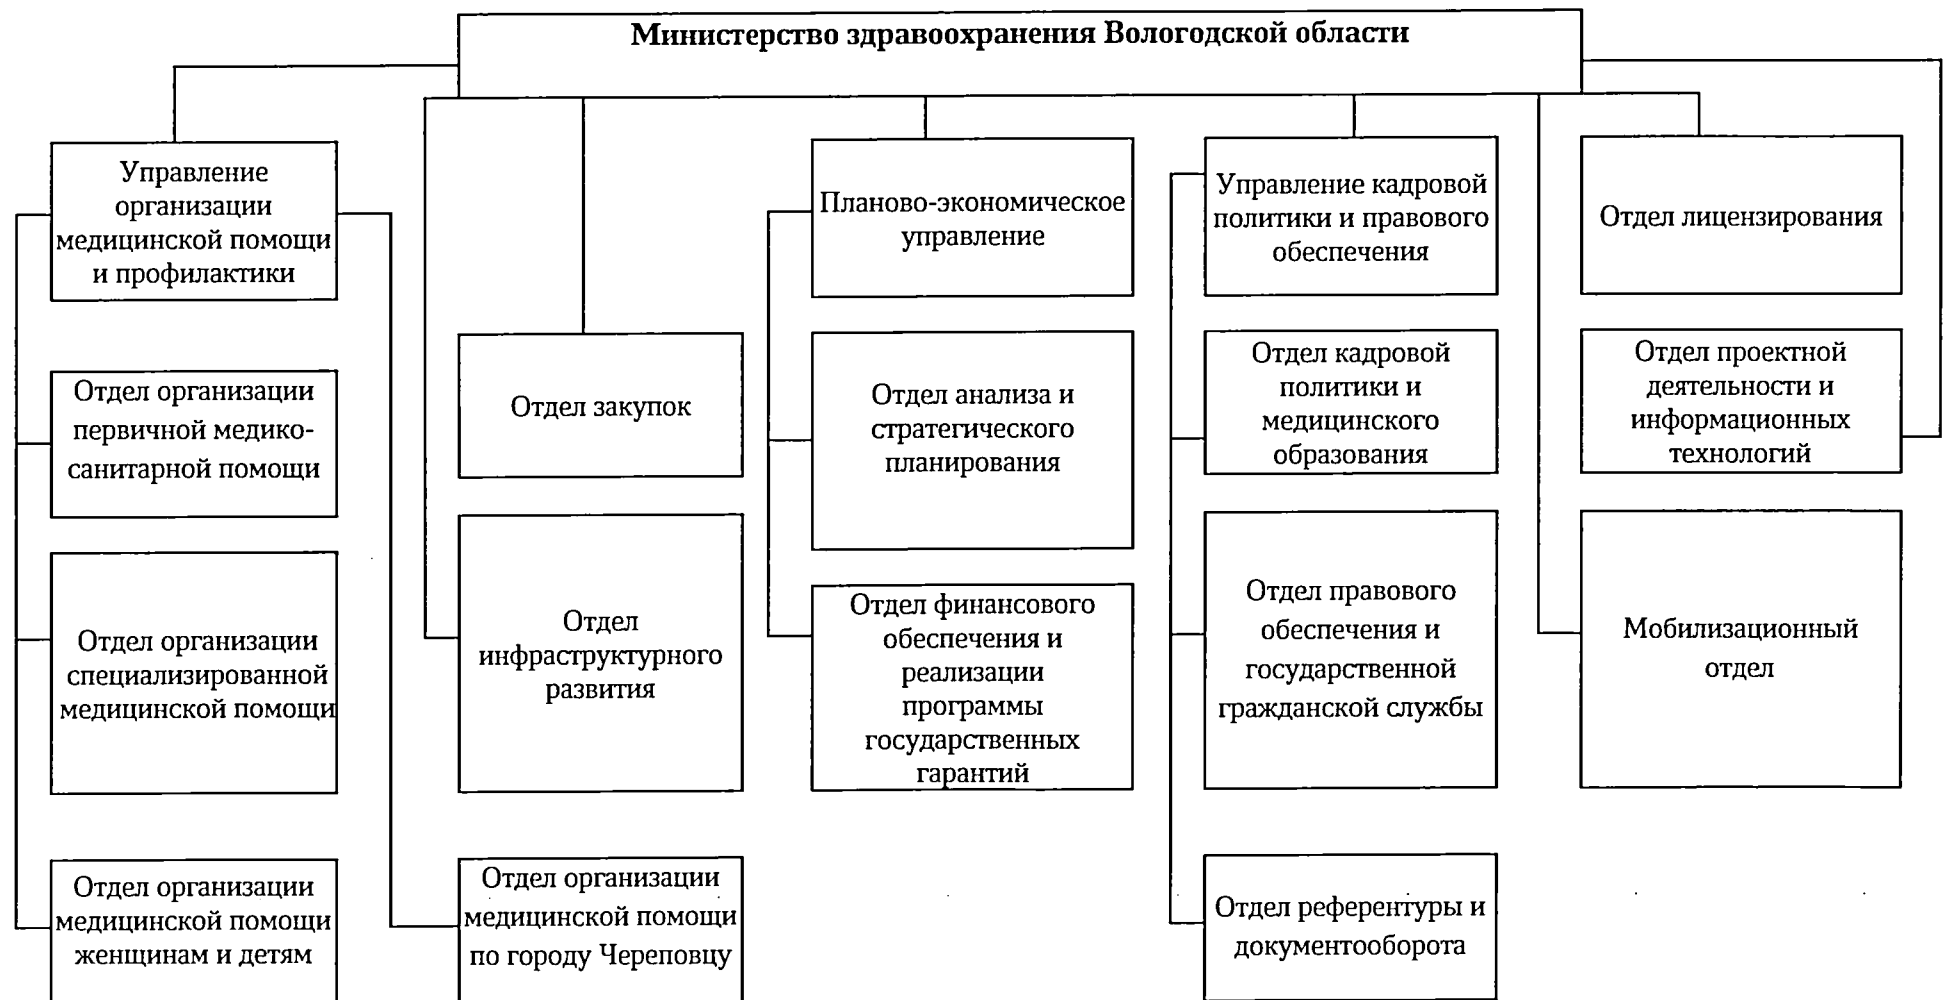 Министерство здравоохранения Вологодской области
Управление
организации
медицинской помощи
и профилактики
Отдел организации
первичной медико-
санитарной помощи
Отдел организации
специализированной
медицинской помощи
Отдел организации
медицинской помощи
женщинам и детям
Отдел закупок
Отдел
инфраструктурного
развития
Отдел организации
медицинской помощи
по городу Череповцу
Планово-экономическое
управление
Отдел анализа и
стратегического
планирования
Отдел финансового
обеспечения и
реализации
программы
государственных
гарантий
Управление кадровой
политики и правового
обеспечения
Отдел кадровой
политики и
медицинского
образования
Отдел правового
обеспечения и
государственной
гражданской службы
Отдел референтуры и
документооборота
Отдел лицензирования
Отдел проектной
деятельности и
информационных
технологий
Мобилизационный
отдел